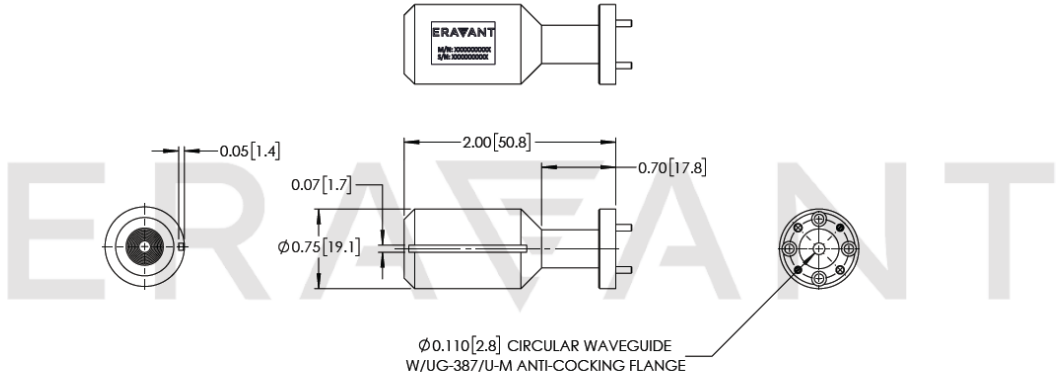 ERAVANT
M/N: XXXXXXXXXX
S/N: XXXXXXXXXX
2.00[50.8]
0.05[1.4]
0.70[17.8]
0.07[1.7]
Ø0.75[19.1]
ERAVANT
Ø0.110[2.8] CIRCULAR WAVEGUIDE
W/UG-387/U-M ANTI-COCKING FLANGE